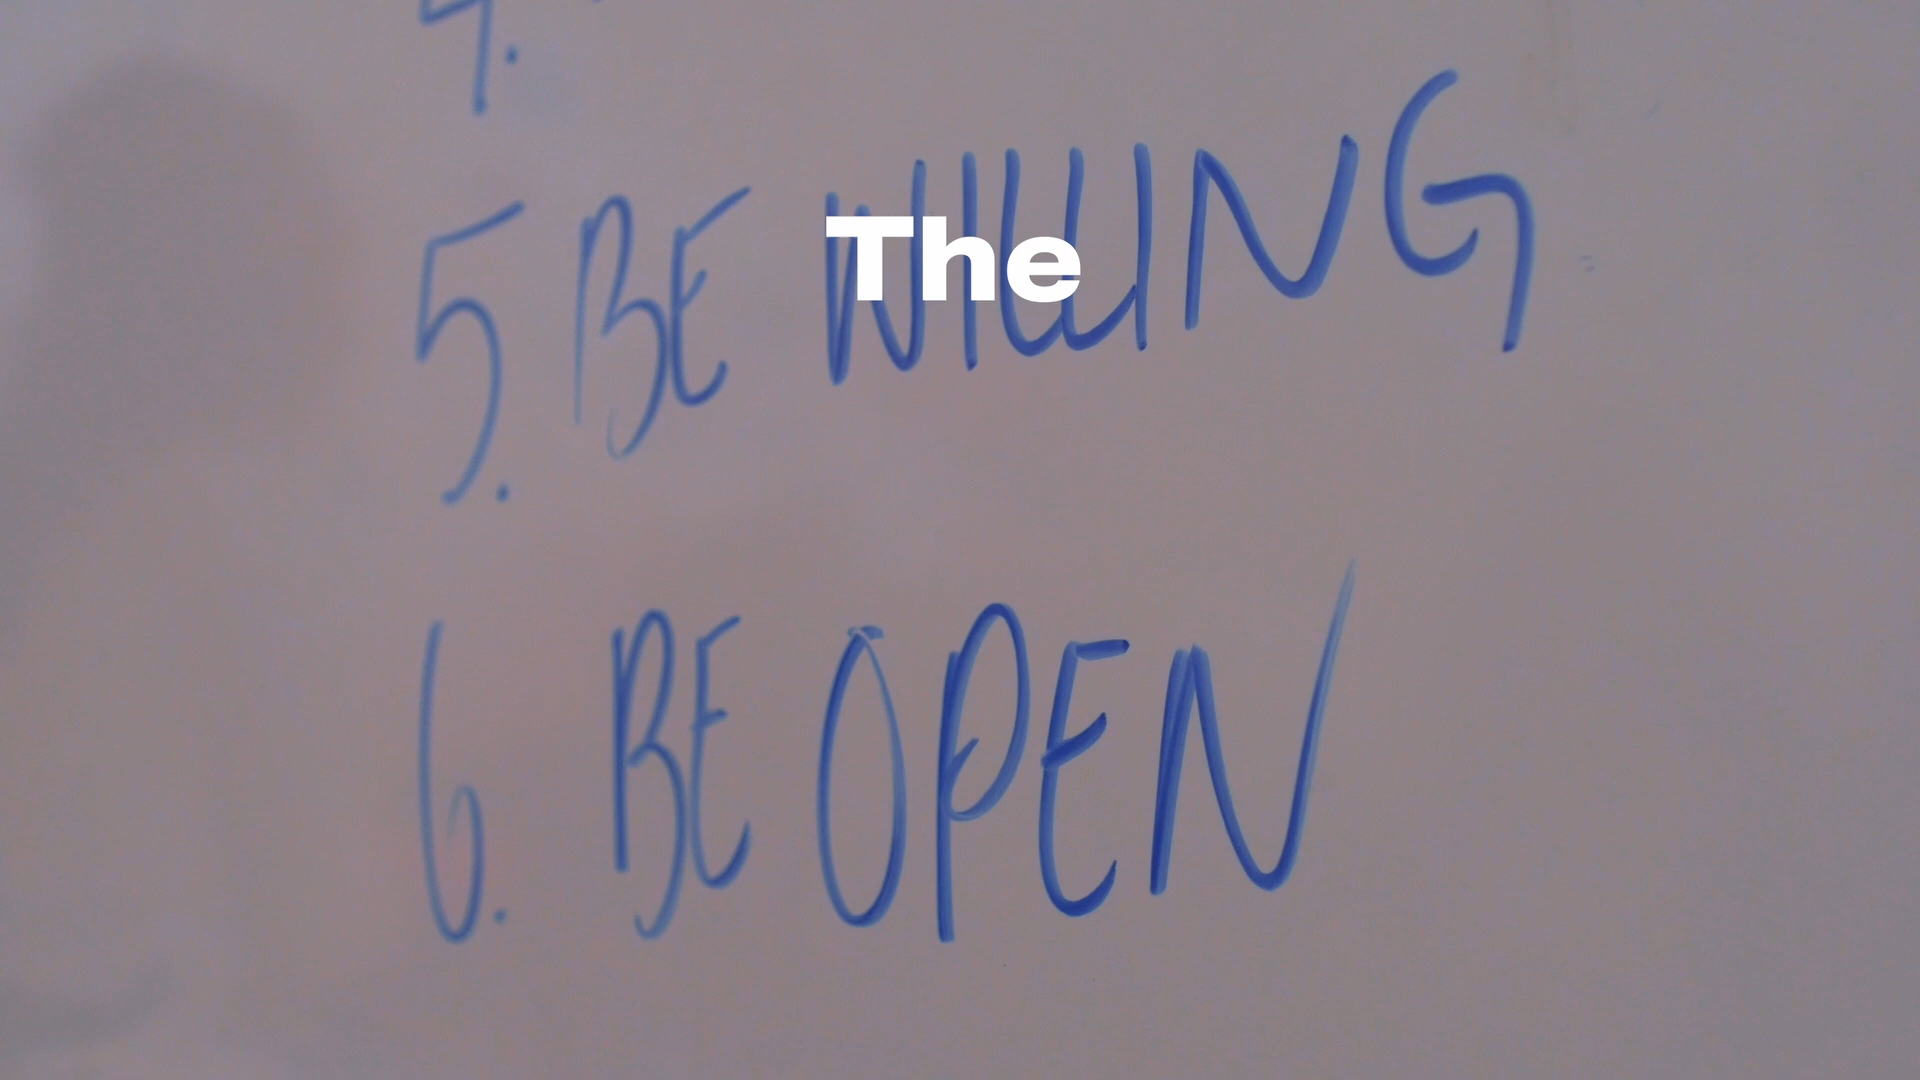 4.
The
5. BE WILLING
6. BE OPEN